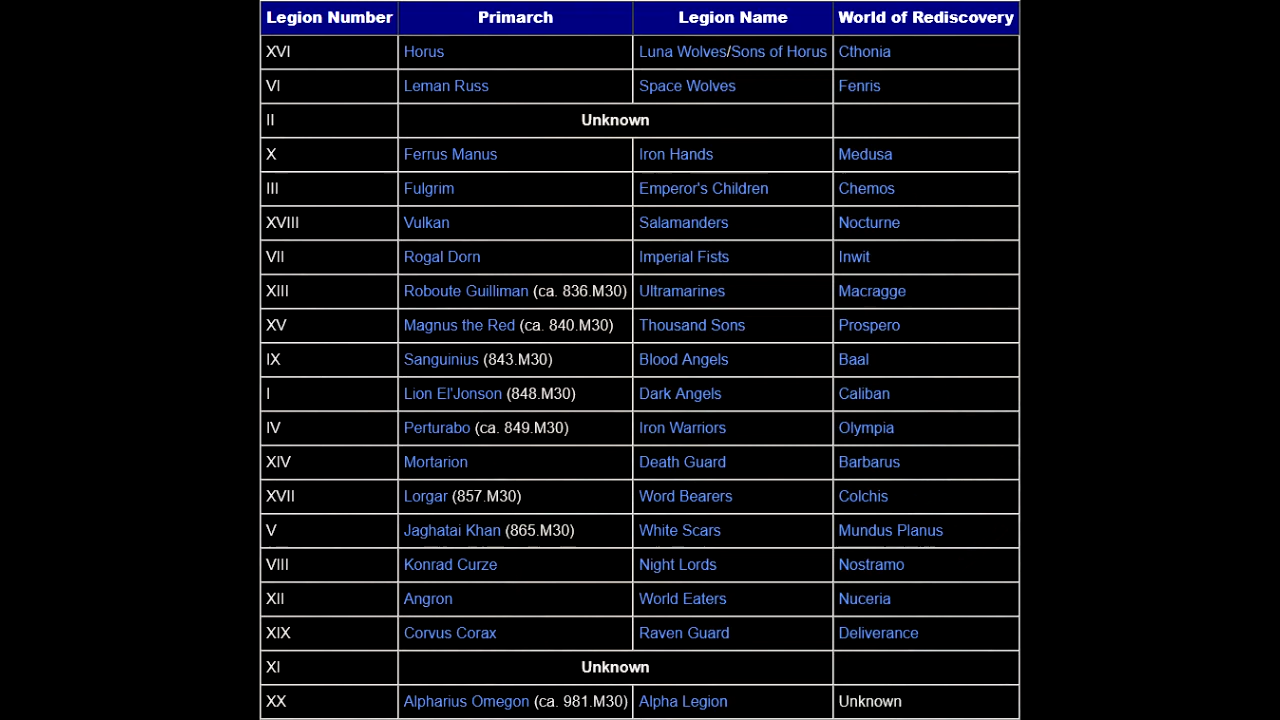 Legion Number Primarch Legion Name World of Rediscovery
XVI Horus Luna Wolves/Sons of Horus Cthonia
VI Leman Russ Space Wolves Fenris
II Unknown
X Ferrus Manus Iron Hands Medusa
III Fulgrim Emperor's Children Chemos
XVIII Vulkan Salamanders Nocturne
VII Rogal Dorn Imperial Fists Inwit
XIII Roboute Guilliman (ca. 836.M30) Ultramarines Macragge
XV Magnus the Red (ca. 840.M30) Thousand Sons Prospero
IX Sanguinius (843.M30) Blood Angels Baal
I Lion El'Jonson (848.M30) Dark Angels Caliban
IV Perturabo (ca. 849.M30) Iron Warriors Olympia
XIV Mortarion Death Guard Barbarus
XVII Lorgar (857.M30) Word Bearers Colchis
V Jaghatai Khan (865.M30) White Scars Mundus Planus
VIII Konrad Curze Night Lords Nostramo
XII Angron World Eaters Nuceria
XIX Corvus Corax Raven Guard Deliverance
XI Unknown
XX Alpharius Omegon (ca. 981.M30) Alpha Legion Unknown